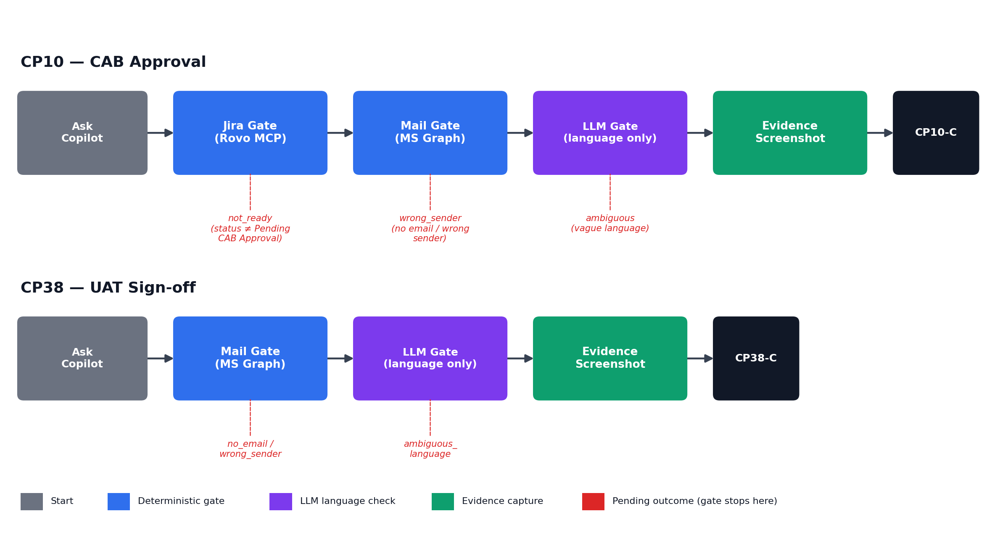 CP10 — CAB Approval
Ask
Copilot
Jira Gate
(Rovo MCP)
Mail Gate
(MS Graph)
LLM Gate
(language only)
Evidence
Screenshot
CP10-C
not_ready
(status ≠ Pending
CAB Approval)
wrong_sender
(no email / wrong
sender)
ambiguous
(vague language)
CP38 — UAT Sign-off
Ask
Copilot
Mail Gate
(MS Graph)
LLM Gate
(language only)
Evidence
Screenshot
CP38-C
no_email /
wrong_sender
ambiguous_
language
Start
Deterministic gate
LLM language check
Evidence capture
Pending outcome (gate stops here)